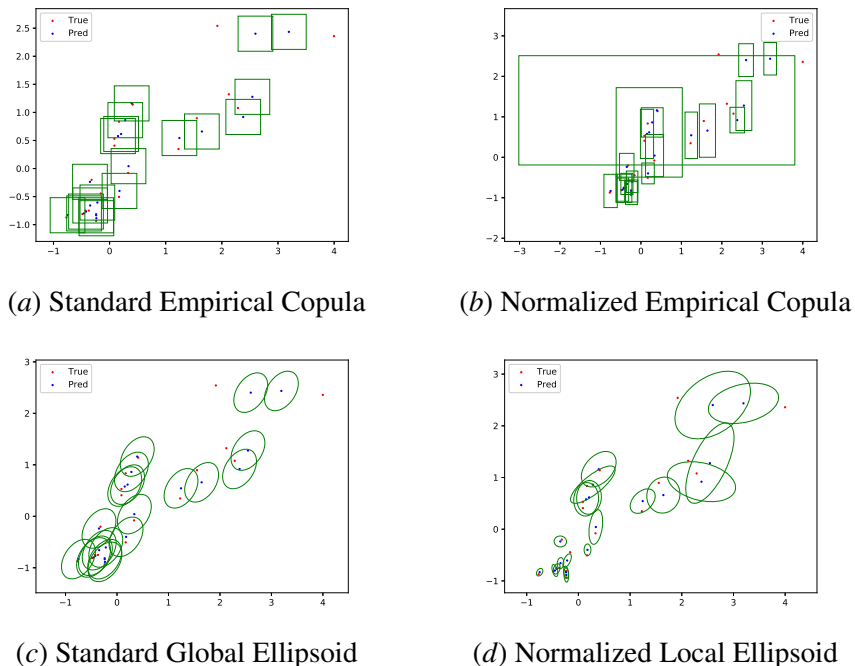 True
Pred
2.5
2.0
1.5
1.0
0.5
0.0
−0.5
−1.0
−1 0 1 2 3 4
(a) Standard Empirical Copula
True
Pred
3
2
1
0
−1
−2
−3 −2 −1 0 1 2 3 4
(b) Normalized Empirical Copula
True
Pred
3
2
1
0
−1
−1 0 1 2 3 4
(c) Standard Global Ellipsoid
True
Pred
3
2
1
0
−1
−1 0 1 2 3 4
(d) Normalized Local Ellipsoid